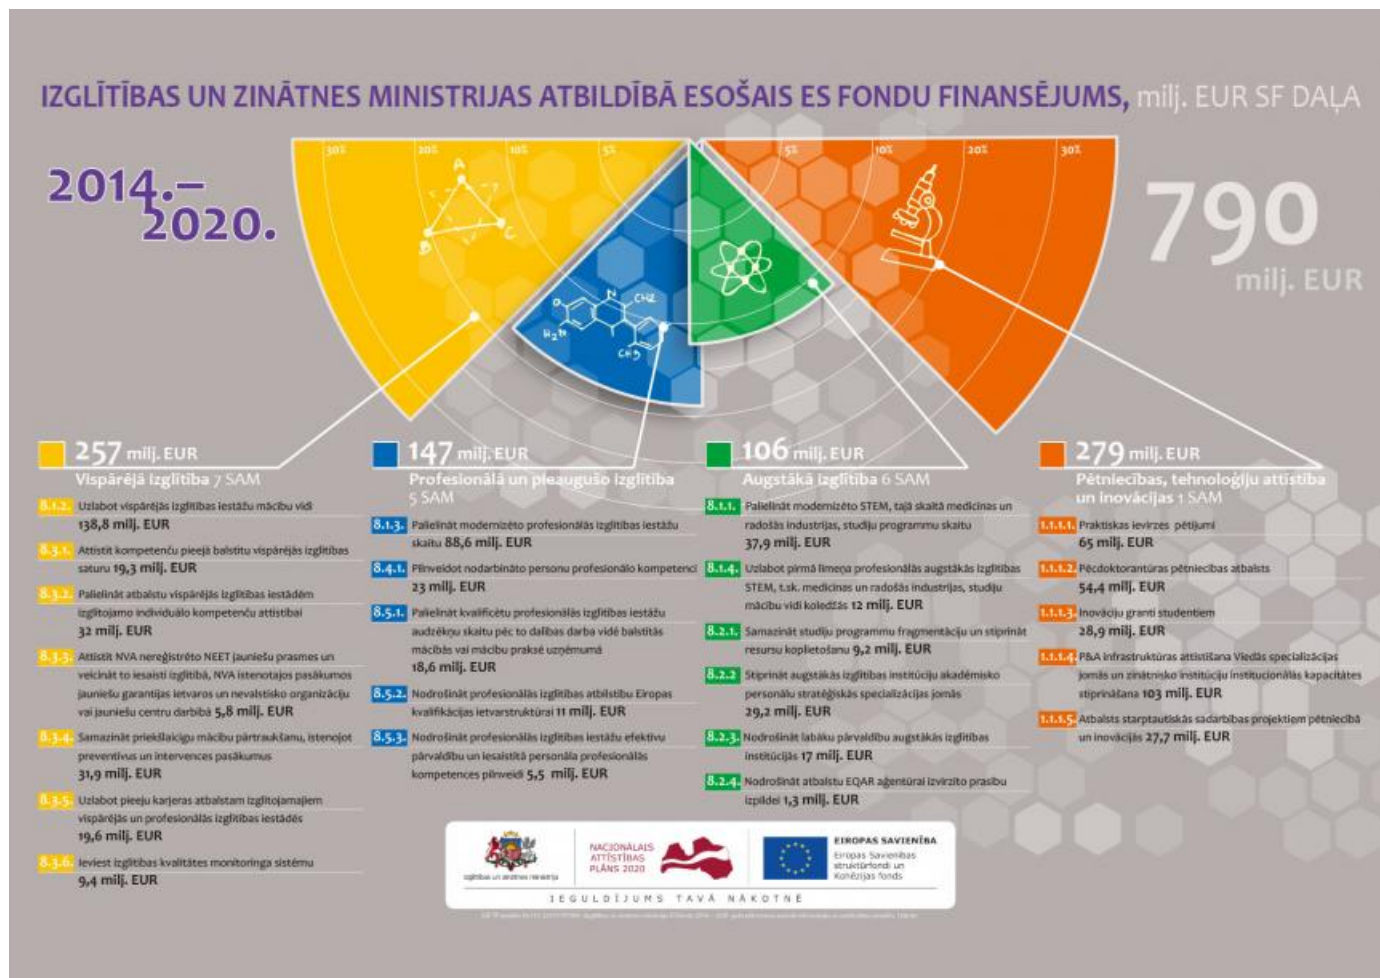 IZGLĪTĪBAS UN ZINĀTNES MINISTRIJAS ATBILDĪBĀ ESOŠAIS ES FONDU FINANSĒJUMS, milj. EUR SF DAĻA
2014.–
2020.
30% 20% 10% 5% 5% 10% 20% 30%
A
B
C
N
CH2
O
H2N
CH3
790
milj. EUR
257 milj. EUR
Vispārējā izglītība 7 SAM
8.1.2. Uzlabot vispārējās izglītības iestāžu mācību vidi
138,8 milj. EUR
8.3.1. Attīstīt kompetenču pieejā balstītu vispārējās izglītības
saturu 19,3 milj. EUR
8.3.2. Palielināt atbalstu vispārējās izglītības iestādēm
izglītojamo individuālo kompetenču attīstībai
32 milj. EUR
8.3.3. Attīstīt NVA nereģistrēto NEET jauniešu prasmes un
veicināt to iesaisti izglītībā, NVA īstenotajos pasākumos
jauniešu garantijas ietvaros un nevalstisko organizāciju
vai jauniešu centru darbībā 5,8 milj. EUR
8.3.4. Samazināt priekšlaicīgu mācību pārtraukšanu, īstenojot
preventīvus un intervences pasākumus
31,9 milj. EUR
8.3.5. Uzlabot pieeju karjeras atbalstam izglītojamajiem
vispārējās un profesionālās izglītības iestādēs
19,6 milj. EUR
8.3.6. Ieviest izglītības kvalitātes monitoringa sistēmu
9,4 milj. EUR
147 milj. EUR
Profesionālā un pieaugušo izglītība
5 SAM
8.1.3. Palielināt modernizēto profesionālās izglītības iestāžu
skaitu 88,6 milj. EUR
8.4.1. Pilnveidot nodarbināto personu profesionālo kompetenci
23 milj. EUR
8.5.1. Palielināt kvalificētu profesionālās izglītības iestāžu
audzēkņu skaitu pēc to dalības darba vidē balstītās
mācībās vai mācību praksē uzņēmumā
18,6 milj. EUR
8.5.2. Nodrošināt profesionālās izglītības atbilstību Eiropas
kvalifikācijas ietvarstruktūrai 11 milj. EUR
8.5.3. Nodrošināt profesionālās izglītības iestāžu efektīvu
pārvaldību un iesaistītā personāla profesionālās
kompetences pilnveidi 5,5 milj. EUR
106 milj. EUR
Augstākā izglītība 6 SAM
8.1.1. Palielināt modernizēto STEM, tajā skaitā medicīnas un
radošās industrijas, studiju programmu skaitu
37,9 milj. EUR
8.1.4. Uzlabot pirmā līmeņa profesionālās augstākās izglītības
STEM, t.sk. medicīnas un radošās industrijas, studiju
mācību vidi koledžās 12 milj. EUR
8.2.1. Samazināt studiju programmu fragmentāciju un stiprināt
resursu koplietošanu 9,2 milj. EUR
8.2.2 Stiprināt augstākās izglītības institūciju akadēmisko
personālu stratēģiskās specializācijas jomās
29,2 milj. EUR
8.2.3. Nodrošināt labāku pārvaldību augstākās izglītības
institūcijās 17 milj. EUR
8.2.4. Nodrošināt atbalstu EQAR aģentūrai izvirzīto prasību
izpildei 1,3 milj. EUR
279 milj. EUR
Pētniecības, tehnoloģiju attīstība
un inovācijas 1 SAM
1.1.1.1. Praktiskas ievirzes pētījumi
65 milj. EUR
1.1.1.2. Pēcdoktorantūras pētniecības atbalsts
54,4 milj. EUR
1.1.1.3. Inovāciju granti studentiem
28,9 milj. EUR
1.1.1.4. P&A infrastruktūras attīstīšana Viedās specializācijas
jomās un zinātnisko institūciju institucionālās kapacitātes
stiprināšana 103 milj. EUR
1.1.1.5. Atbalsts starptautiskās sadarbības projektiem pētniecībā
un inovācijās 27,7 milj. EUR
Izglītības un zinātnes ministrija
NACIONĀLAIS
ATTĪSTĪBAS
PLĀNS 2020
EIROPAS SAVIENĪBA
Eiropas Savienības
struktūrfondi un
Kohēzijas fonds
IEGULDĪJUMS TAVĀ NĀKOTNĒ